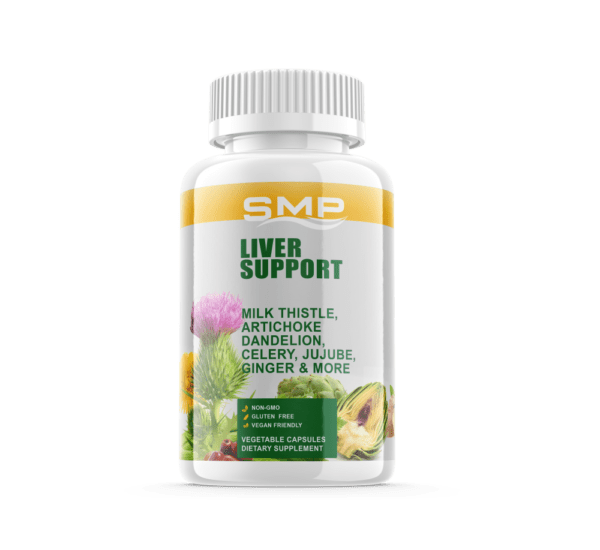 SMP
LIVER
SUPPORT
MILK THISTLE,
ARTICHOKE
DANDELION,
CELERY, JUJUBE,
GINGER & MORE
NON-GMO
GLUTEN FREE
VEGAN FRIENDLY
VEGETABLE CAPSULES
DIETARY SUPPLEMENT